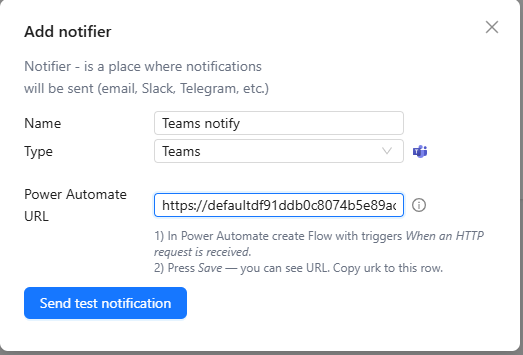 Add notifier
Notifier - is a place where notifications
will be sent (email, Slack, Telegram, etc.)
Name
Teams notify
Type
Teams
Power Automate
URL
https://defaultdf91ddb0c8074b5e89ac
1) In Power Automate create Flow with triggers When an HTTP
request is received.
2) Press Save — you can see URL. Copy urk to this row.
Send test notification